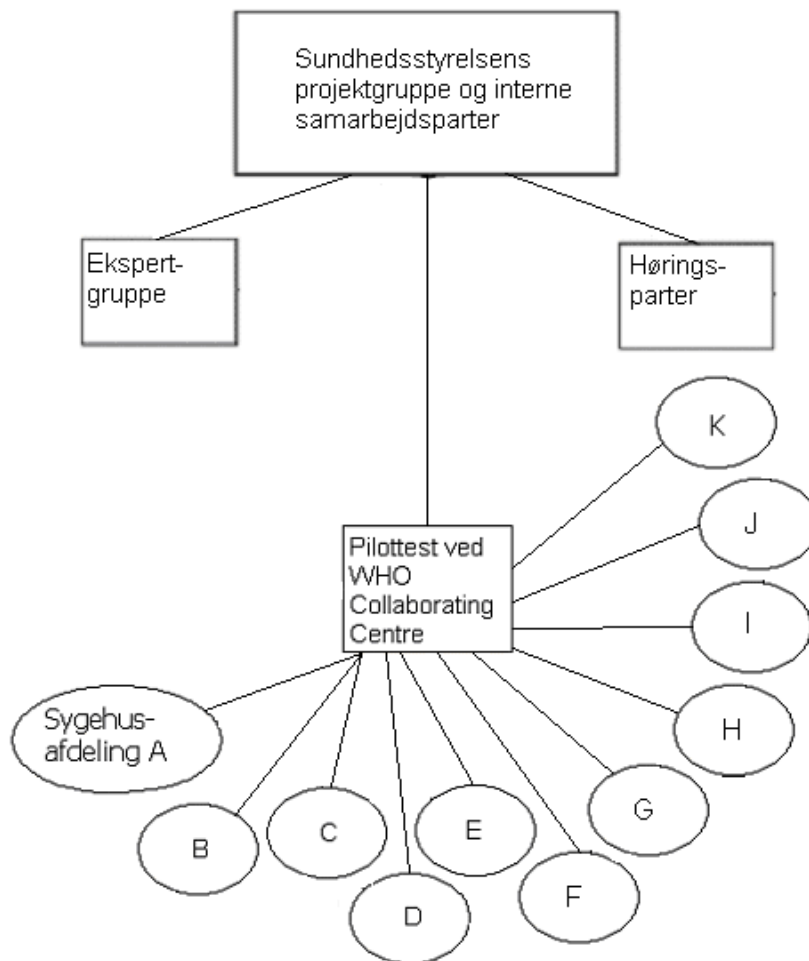 Sundhedsstyrelsens
projektgruppe og interne
samarbejdsparter
Ekspert-
gruppe
Hørings-
parter
K
J
Pilottest ved
WHO
Collaborating
Centre
I
H
Sygehus-
afdeling A
G
B
C
E
F
D